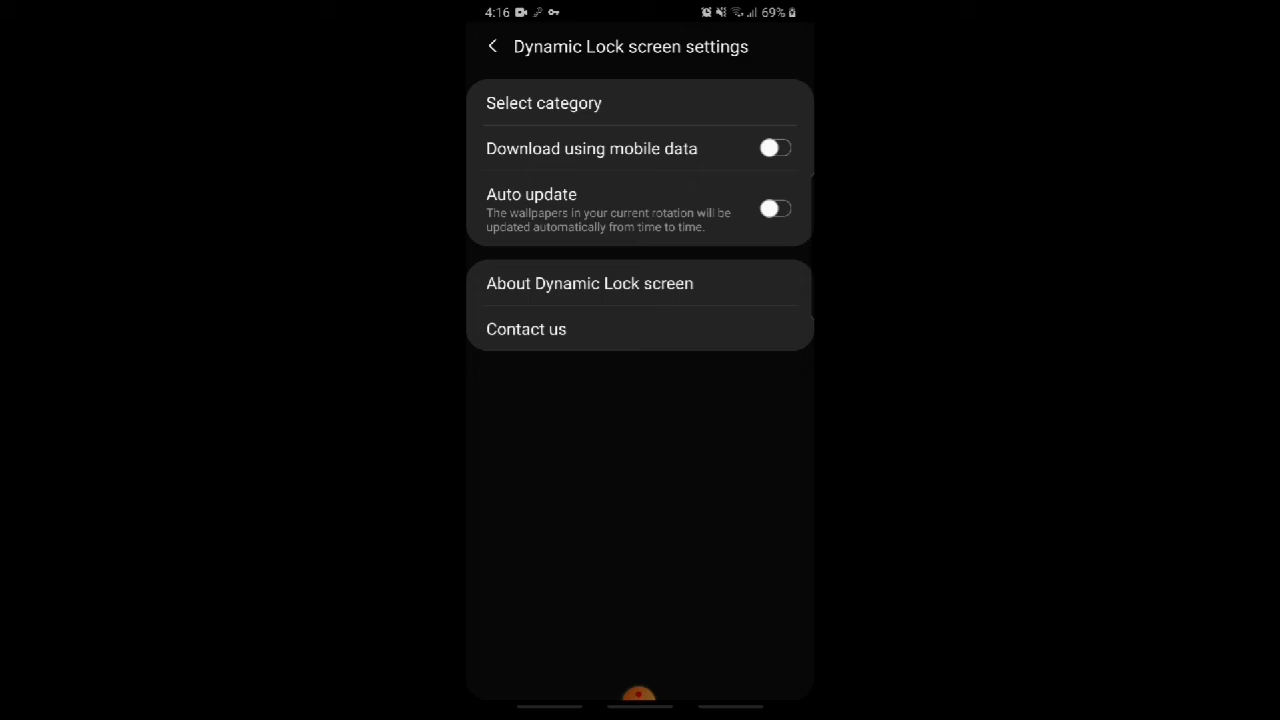 4:16 69%
Dynamic Lock screen settings
Select category
Download using mobile data
Auto update
The wallpapers in your current rotation will be
updated automatically from time to time.
About Dynamic Lock screen
Contact us